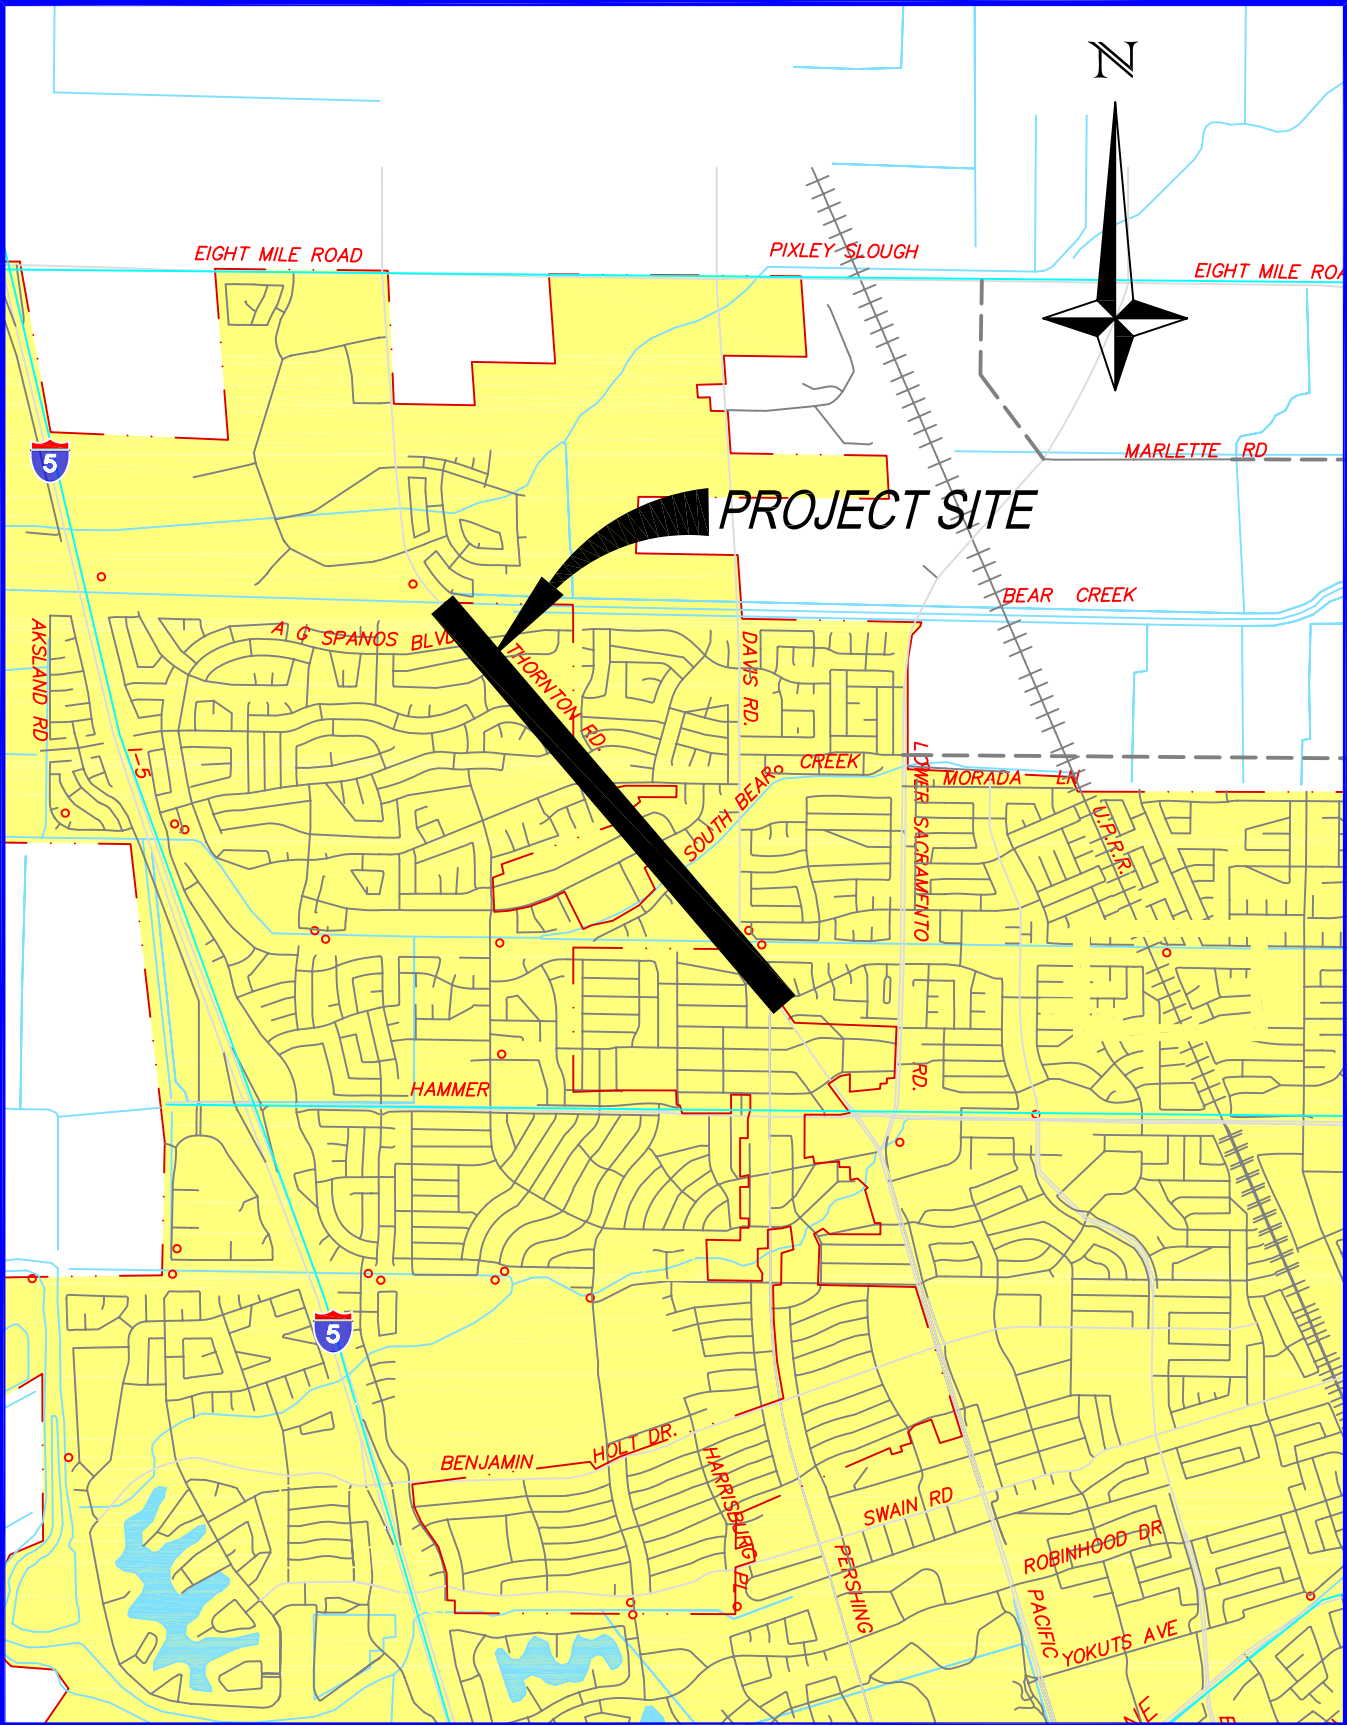 N
EIGHT MILE ROAD
PIXLEY SLOUGH
EIGHT MILE ROA
MARLETTE RD
5
PROJECT SITE
BEAR CREEK
A G SPANOS BLVD
AKSLAND RD
THORNTON RD.
DAVIS RD.
I-5
SOUTH BEAR CREEK
LOWER SACRAMENTO RD.
MORADA LN
U.P.R.R.
HAMMER
5
BENJAMIN HOLT DR.
HARRISBURG PL
SWAIN RD
PERSHING
ROBINHOOD DR
PACIFIC
YOKUTS AVE
NE